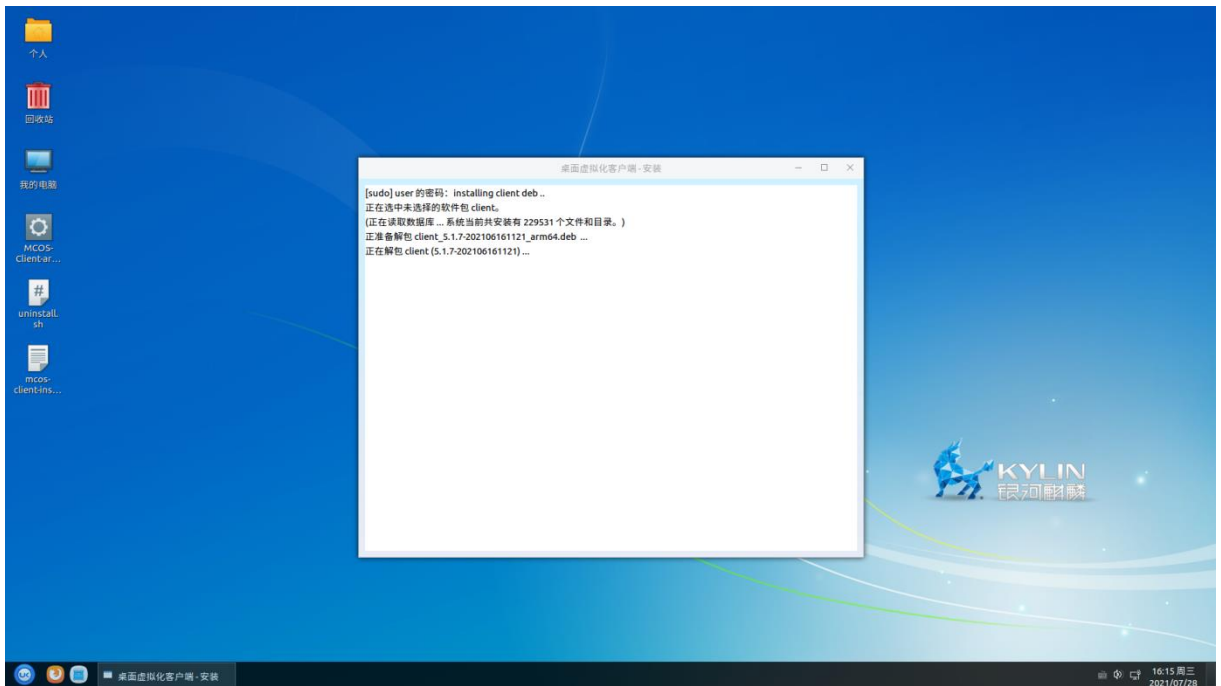 个人
回收站
我的电脑
MCOS-
Client-ar...
uninstall.
sh
mcos-
client-ins...
桌面虚拟化客户端-安装
[sudo] user 的密码：installing client deb ..
正在选中未选择的软件包 client。
(正在读取数据库 ... 系统当前共安装有 229531 个文件和目录。)
正准备解包 client_5.1.7-202106161121_arm64.deb ...
正在解包 client (5.1.7-202106161121) ...
KYLIN
银河麒麟
桌面虚拟化客户端-安装
16:15 周三
2021/07/28